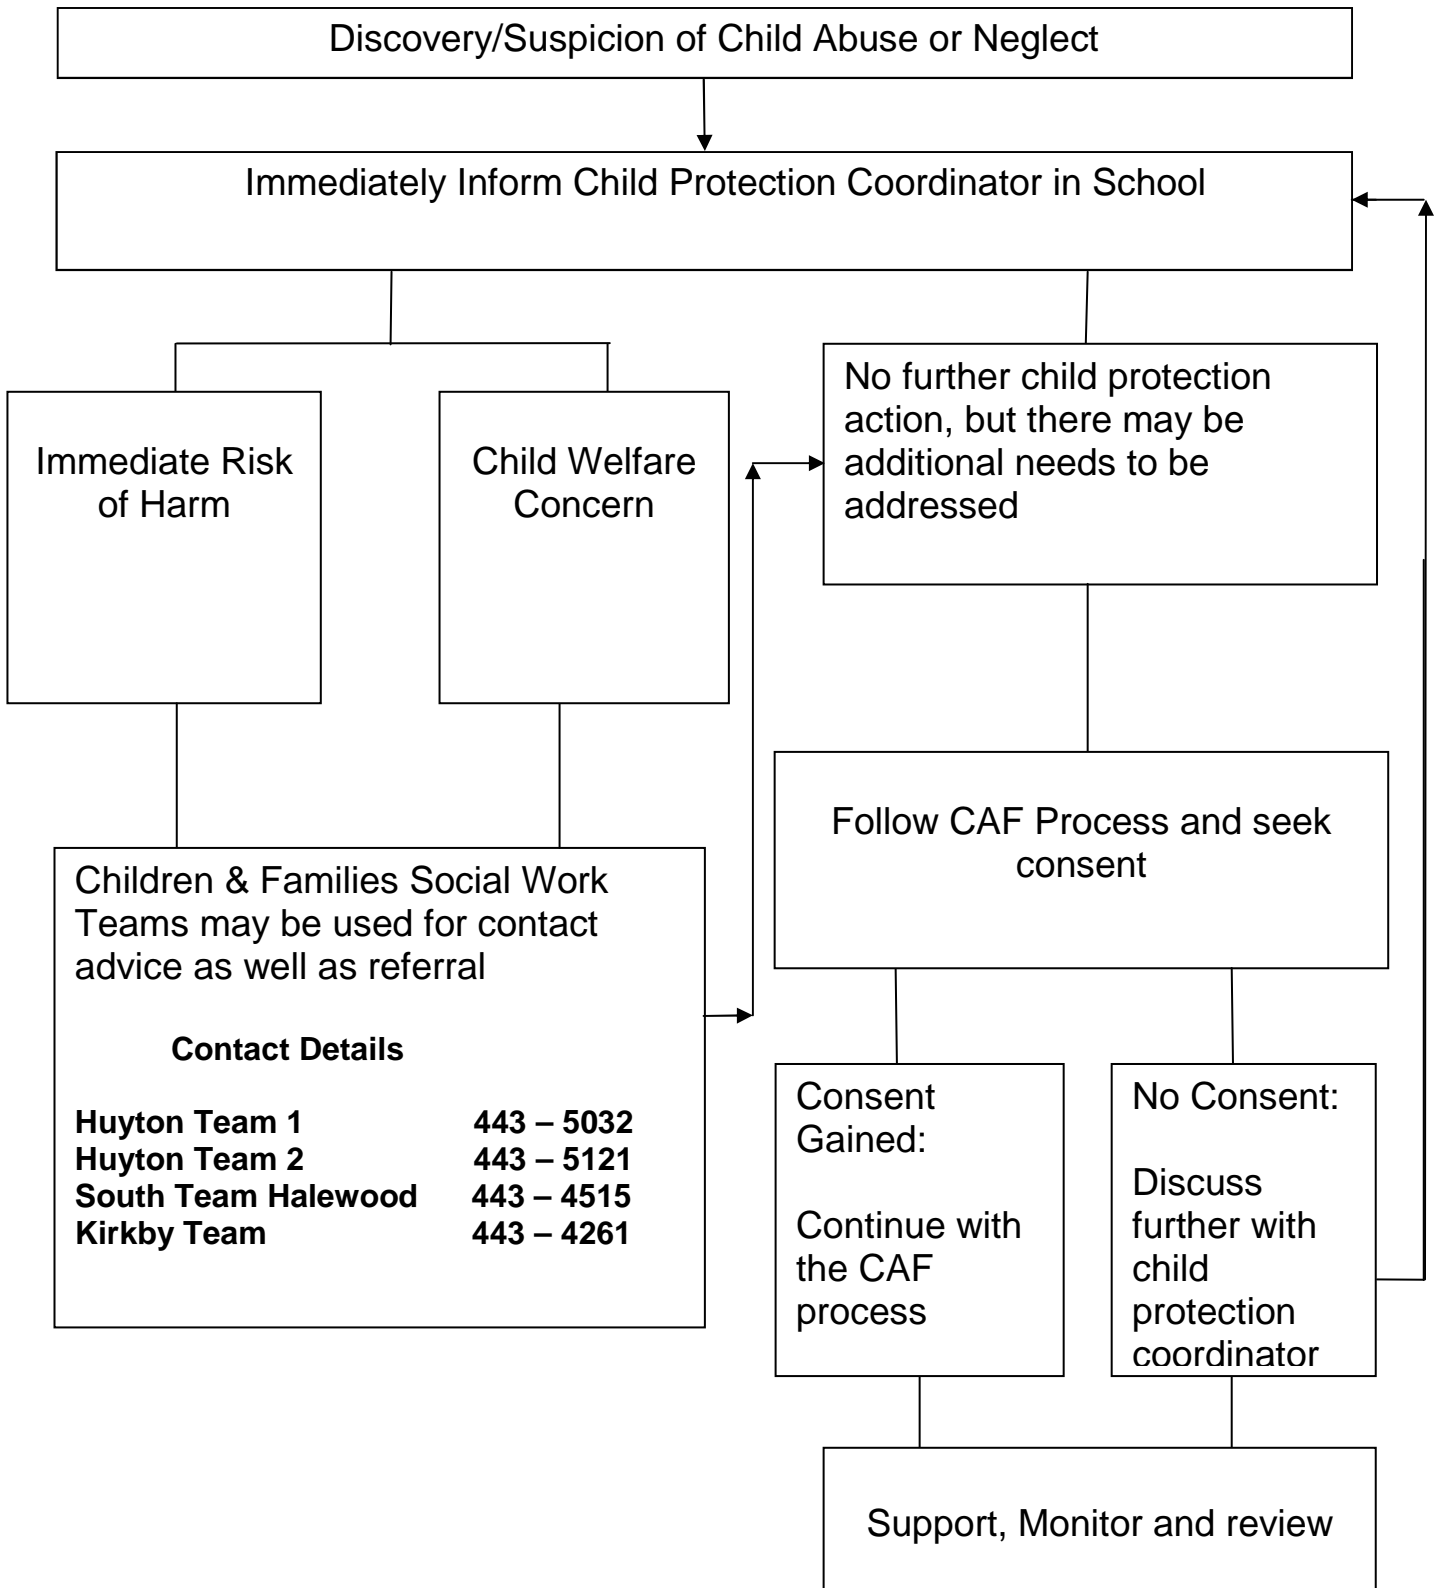 Discovery/Suspicion of Child Abuse or Neglect
Immediately Inform Child Protection Coordinator in School
Immediate Risk
of Harm
Child Welfare
Concern
No further child protection
action, but there may be
additional needs to be
addressed
Children & Families Social Work
Teams may be used for contact
advice as well as referral
Contact Details
Huyton Team 1 443 – 5032
Huyton Team 2 443 – 5121
South Team Halewood 443 – 4515
Kirkby Team 443 – 4261
Follow CAF Process and seek
consent
Consent
Gained:
Continue with
the CAF
process
No Consent:
Discuss
further with
child
protection
coordinator
Support, Monitor and review